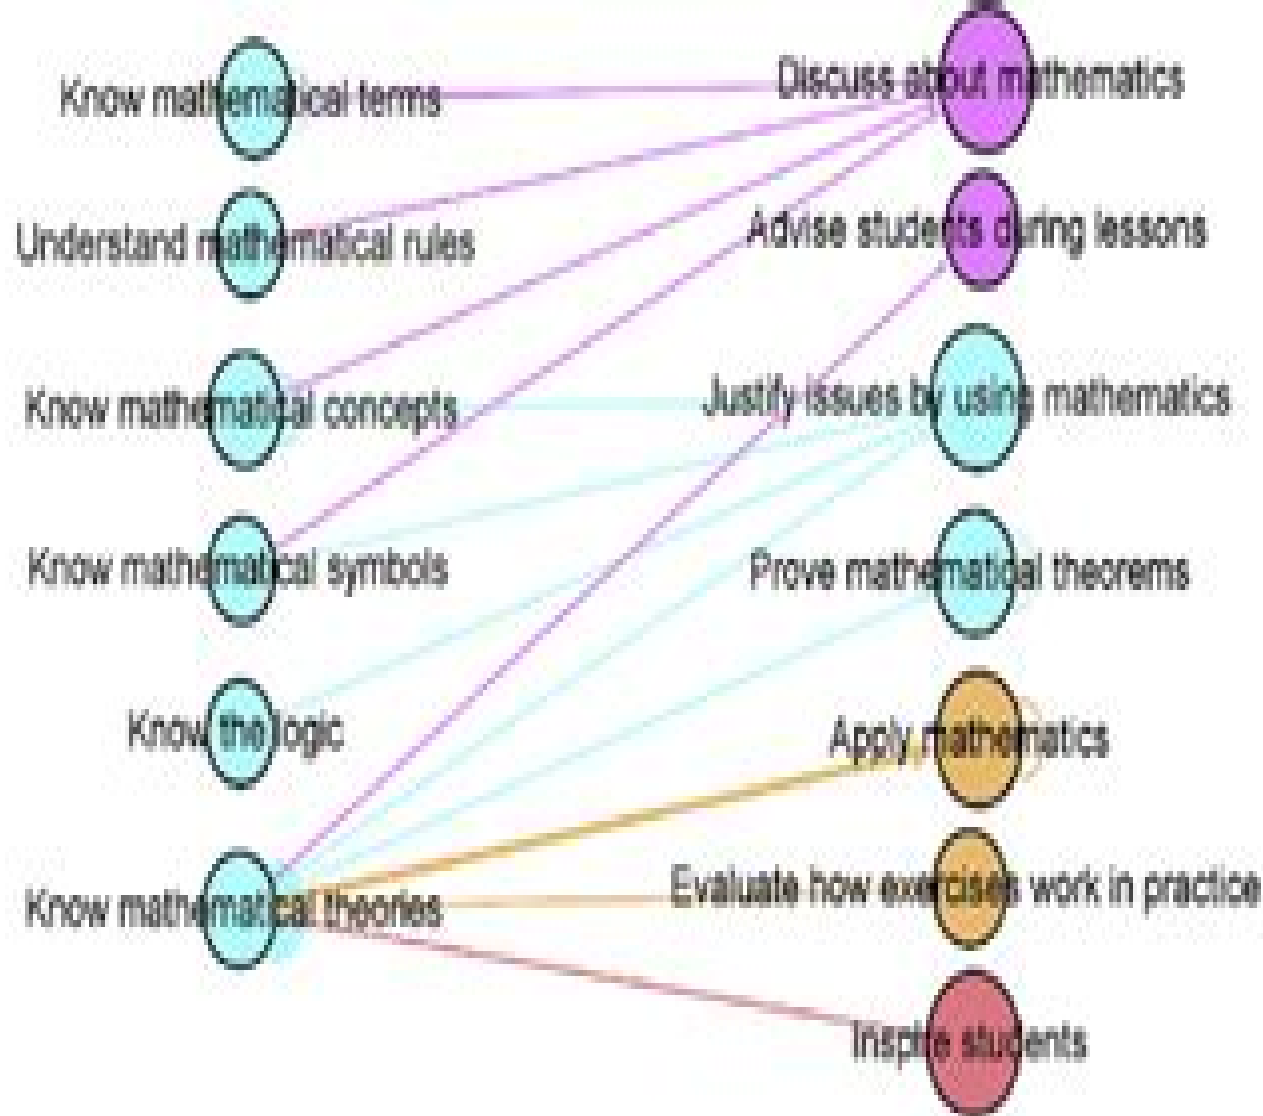 Know mathematical terms
Discuss about mathematics
Understand mathematical rules
Advise students during lessons
Know mathematical concepts
Justify issues by using mathematics
Know mathematical symbols
Prove mathematical theorems
Know the logic
Apply mathematics
Know mathematical theories
Evaluate how exercises work in practice
Inspire students